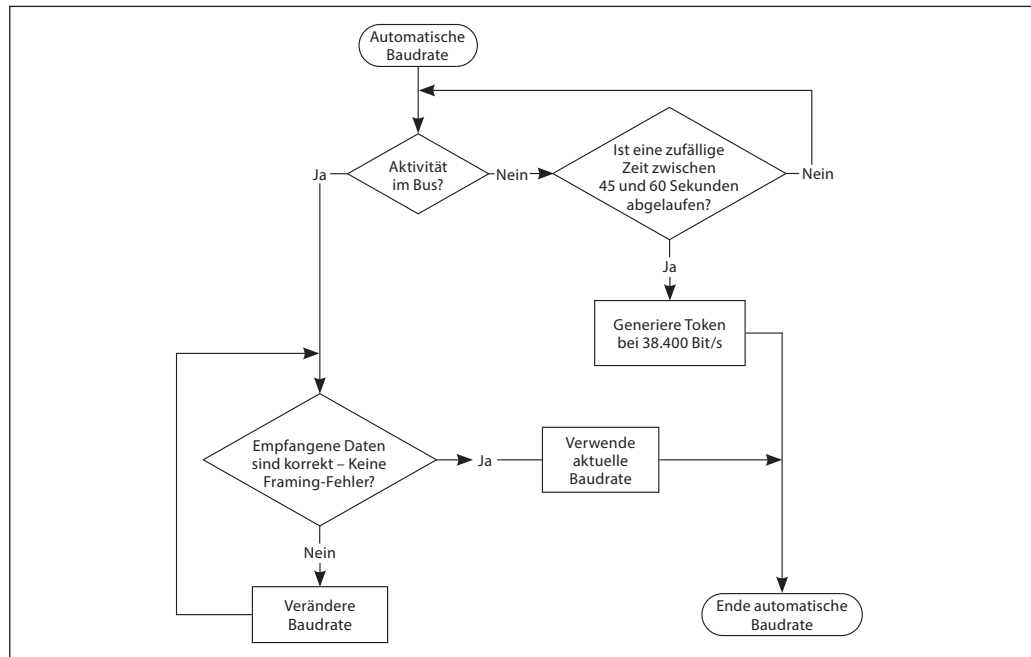 Automatische
Baudrate
Aktivität
im Bus?
Ja
Nein
Ist eine zufällige
Zeit zwischen
45 und 60 Sekunden
abgelaufen?
Nein
Ja
Generiere Token
bei 38.400 Bit/s
Empfangene Daten
sind korrekt – Keine
Framing-Fehler?
Ja
Verwende
aktuelle
Baudrate
Nein
Verändere
Baudrate
Ende automatische
Baudrate